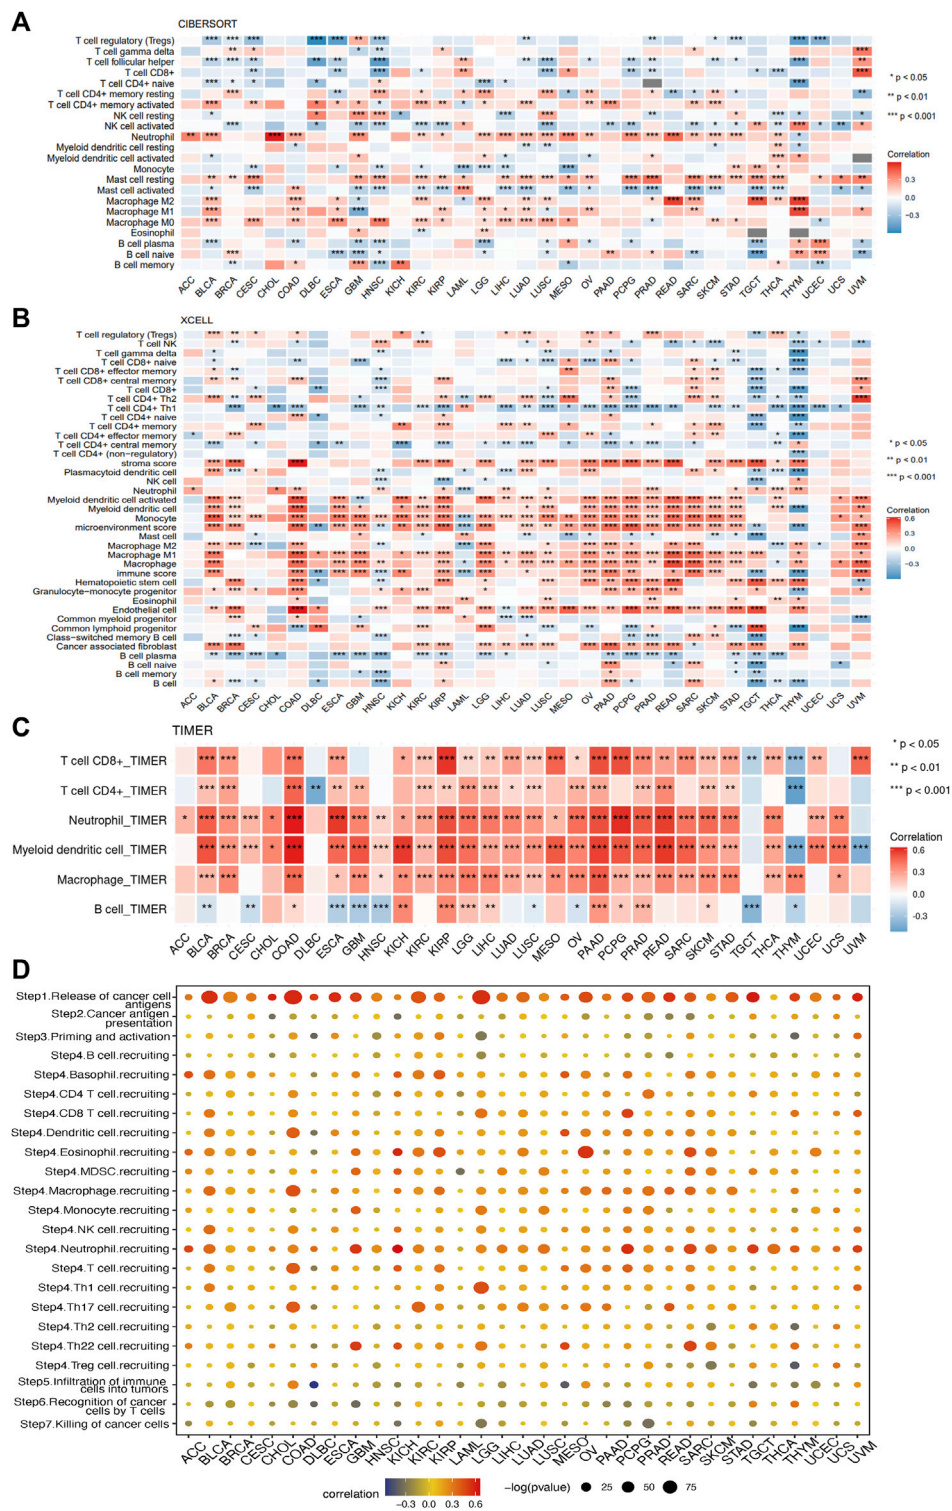 A
CIBERSORT
T cell regulatory (Tregs)
T cell gamma delta
T cell follicular helper
T cell CD8+
T cell CD4+ naive
T cell CD4+ memory resting
T cell CD4+ memory activated
NK cell resting
NK cell activated
Neutrophil
Myeloid dendritic cell resting
Myeloid dendritic cell activated
Monocyte
Mast cell resting
Mast cell activated
Macrophage M2
Macrophage M1
Macrophage M0
Eosinophil
B cell plasma
B cell naive
B cell memory
ACC BLCA BRCA CESC CHOL COAD DLBC ESCA GBM HNSC KICH KIRC KIRP LAML LGG LIHC LUAD LUSC MESO OV PAAD PCPG PRAD READ SARC SKCM STAD TGCT THCA THYM UCEC UCS UVM
* p < 0.05
** p < 0.01
*** p < 0.001
Correlation
0.3
0.0
−0.3
B
XCELL
T cell regulatory (Tregs)
T cell NK
T cell gamma delta
T cell CD8+ naive
T cell CD8+ effector memory
T cell CD8+ central memory
T cell CD8+
T cell CD4+ Th2
T cell CD4+ Th1
T cell CD4+ naive
T cell CD4+ memory
T cell CD4+ effector memory
T cell CD4+ central memory
T cell CD4+ (non−regulatory)
stroma score
Plasmacytoid dendritic cell
NK cell
Neutrophil
Myeloid dendritic cell activated
Myeloid dendritic cell
Monocyte
microenvironment score
Mast cell
Macrophage M2
Macrophage M1
Macrophage
immune score
Hematopoietic stem cell
Granulocyte−monocyte progenitor
Eosinophil
Endothelial cell
Common myeloid progenitor
Common lymphoid progenitor
Class−switched memory B cell
Cancer associated fibroblast
B cell plasma
B cell naive
B cell memory
B cell
ACC BLCA BRCA CESC CHOL COAD DLBC ESCA GBM HNSC KICH KIRC KIRP LAML LGG LIHC LUAD LUSC MESO OV PAAD PCPG PRAD READ SARC SKCM STAD TGCT THCA THYM UCEC UCS UVM
* p < 0.05
** p < 0.01
*** p < 0.001
Correlation
0.6
0.3
0.0
−0.3
C
TIMER
T cell CD8+_TIMER
T cell CD4+_TIMER
Neutrophil_TIMER
Myeloid dendritic cell_TIMER
Macrophage_TIMER
B cell_TIMER
ACC BLCA BRCA CESC CHOL COAD DLBC ESCA GBM HNSC KICH KIRC KIRP LGG LIHC LUAD LUSC MESO OV PAAD PCPG PRAD READ SARC SKCM STAD TGCT THCA THYM UCEC UCS UVM
* p < 0.05
** p < 0.01
*** p < 0.001
Correlation
0.6
0.3
0.0
−0.3
D
Step1.Release of cancer cell
antigens
Step2.Cancer antigen
presentation
Step3.Priming and activation
Step4.B cell.recruiting
Step4.Basophil.recruiting
Step4.CD4 T cell.recruiting
Step4.CD8 T cell.recruiting
Step4.Dendritic cell.recruiting
Step4.Eosinophil.recruiting
Step4.MDSC.recruiting
Step4.Macrophage.recruiting
Step4.Monocyte.recruiting
Step4.NK cell.recruiting
Step4.Neutrophil.recruiting
Step4.T cell.recruiting
Step4.Th1 cell.recruiting
Step4.Th17 cell.recruiting
Step4.Th2 cell.recruiting
Step4.Th22 cell.recruiting
Step4.Treg cell.recruiting
Step5.Infiltration of immune
cells into tumors
Step6.Recognition of cancer
cells by T cells
Step7.Killing of cancer cells
ACC BLCA BRCA CESC CHOL COAD DLBC ESCA GBM HNSC KICH KIRC KIRP LAML LGG LIHC LUAD LUSC MESO OV PAAD PCPG PRAD READ SARC SKCM STAD TGCT THCA THYM UCEC UCS UVM
correlation
−0.3 0.0 0.3 0.6
−log(pvalue) 25 50 75